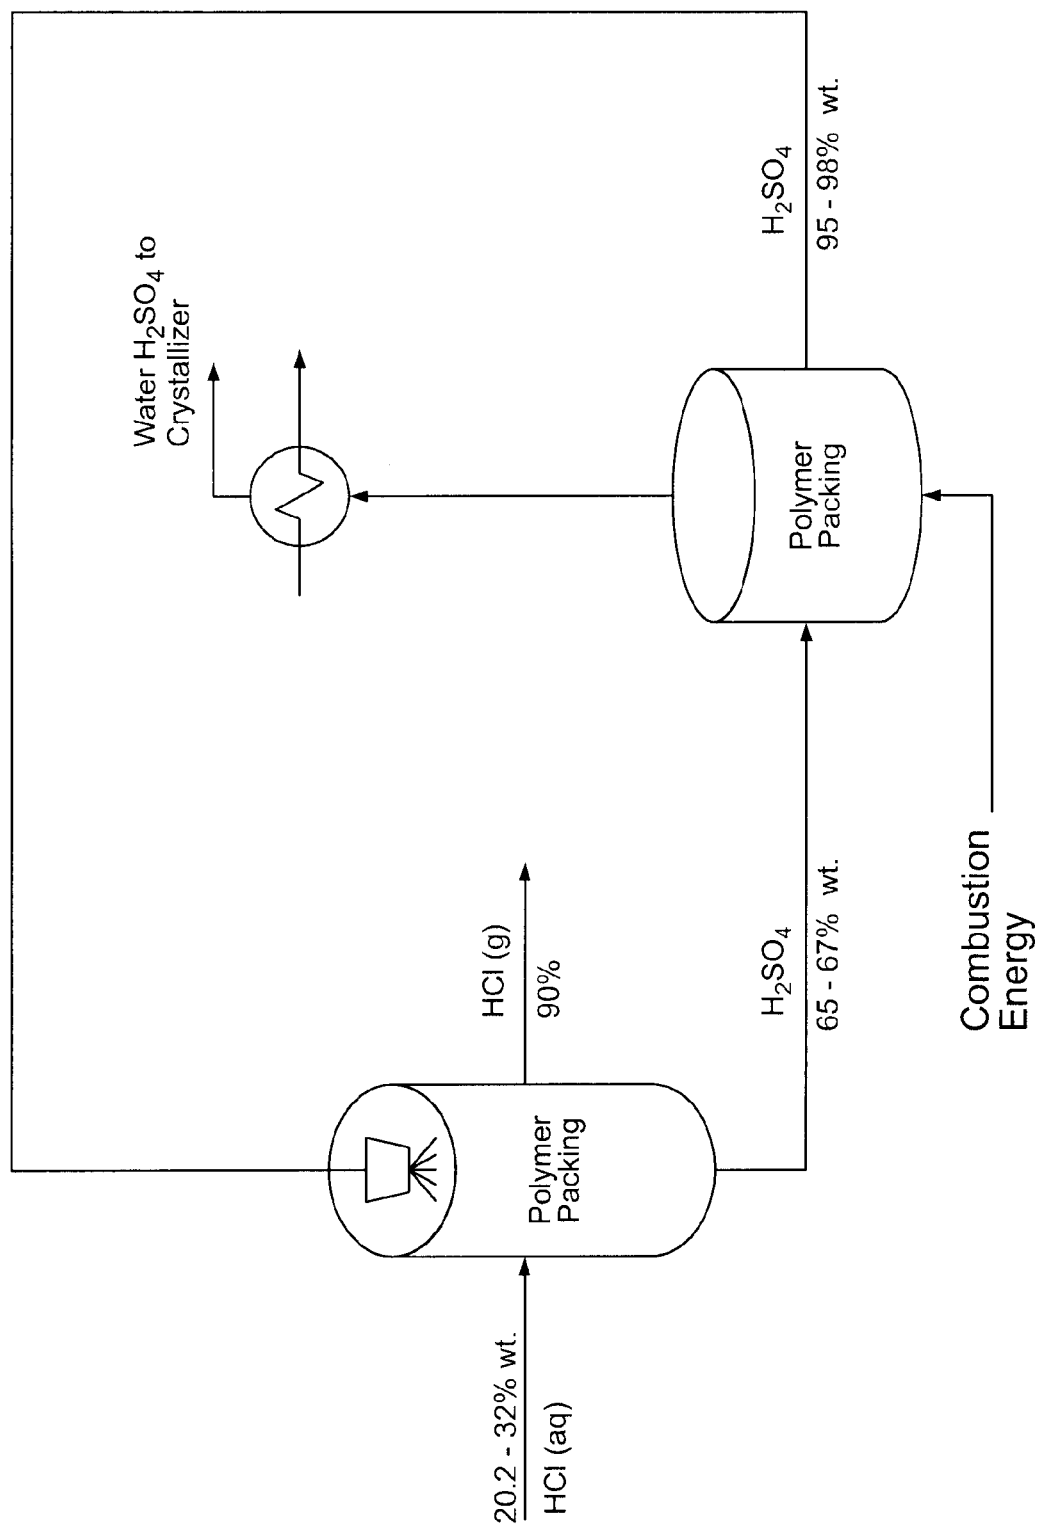 Water H₂SO₄ to
Crystallizer
H₂SO₄
95 - 98% wt.
Polymer
Packing
HCl (g)
90%
H₂SO₄
65 - 67% wt.
Combustion
Energy
Polymer
Packing
20.2 - 32% wt.
HCl (aq)